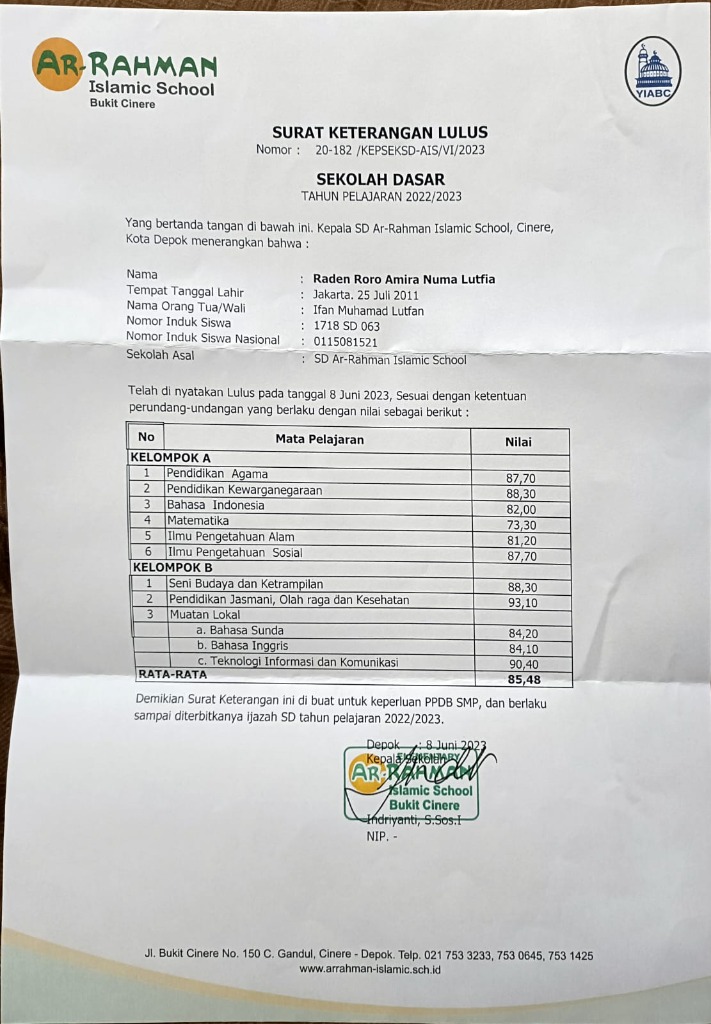 AR-RAHMAN
Islamic School
Bukit Cinere
YIABC
SURAT KETERANGAN LULUS
Nomor : 20-182 /KEPSEKSD-AIS/VI/2023
SEKOLAH DASAR
TAHUN PELAJARAN 2022/2023
Yang bertanda tangan di bawah ini. Kepala SD Ar-Rahman Islamic School, Cinere,
Kota Depok menerangkan bahwa :
Nama : Raden Roro Amira Numa Lutfia
Tempat Tanggal Lahir : Jakarta. 25 Juli 2011
Nama Orang Tua/Wali : Ifan Muhamad Lutfan
Nomor Induk Siswa : 1718 SD 063
Nomor Induk Siswa Nasional : 0115081521
Sekolah Asal : SD Ar-Rahman Islamic School
Telah di nyatakan Lulus pada tanggal 8 Juni 2023, Sesuai dengan ketentuan
perundang-undangan yang berlaku dengan nilai sebagai berikut :
No Mata Pelajaran Nilai
KELOMPOK A
1 Pendidikan Agama 87,70
2 Pendidikan Kewarganegaraan 88,30
3 Bahasa Indonesia 82,00
4 Matematika 73,30
5 Ilmu Pengetahuan Alam 81,20
6 Ilmu Pengetahuan Sosial 87,70
KELOMPOK B
1 Seni Budaya dan Ketrampilan 88,30
2 Pendidikan Jasmani, Olah raga dan Kesehatan 93,10
3 Muatan Lokal
a. Bahasa Sunda 84,20
b. Bahasa Inggris 84,10
c. Teknologi Informasi dan Komunikasi 90,40
RATA-RATA 85,48
Demikian Surat Keterangan ini di buat untuk keperluan PPDB SMP, dan berlaku
sampai diterbitkanya ijazah SD tahun pelajaran 2022/2023.
Depok : 8 Juni 2023
Kepala Sekolah
ELEMENTARY
AR-RAHMAN
Islamic School
Bukit Cinere
Indriyanti, S.Sos.I
NIP. -
Jl. Bukit Cinere No. 150 C. Gandul, Cinere - Depok. Telp. 021 753 3233, 753 0645, 753 1425
www.arrahman-islamic.sch.id